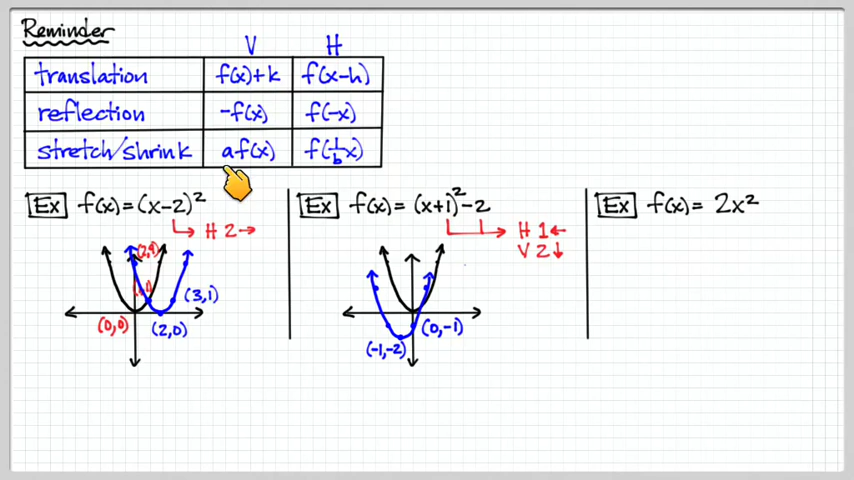 Reminder
V H
translation f(x)+k f(x-h)
reflection -f(x) f(-x)
stretch/shrink af(x) f(1/b x)
Ex f(x)=(x-2)²
H 2→
(2,4)
(3,1)
(0,0)
(2,0)
Ex f(x)=(x+1)²-2
H 1←
V 2↓
(0,-1)
(-1,-2)
Ex f(x)= 2x²